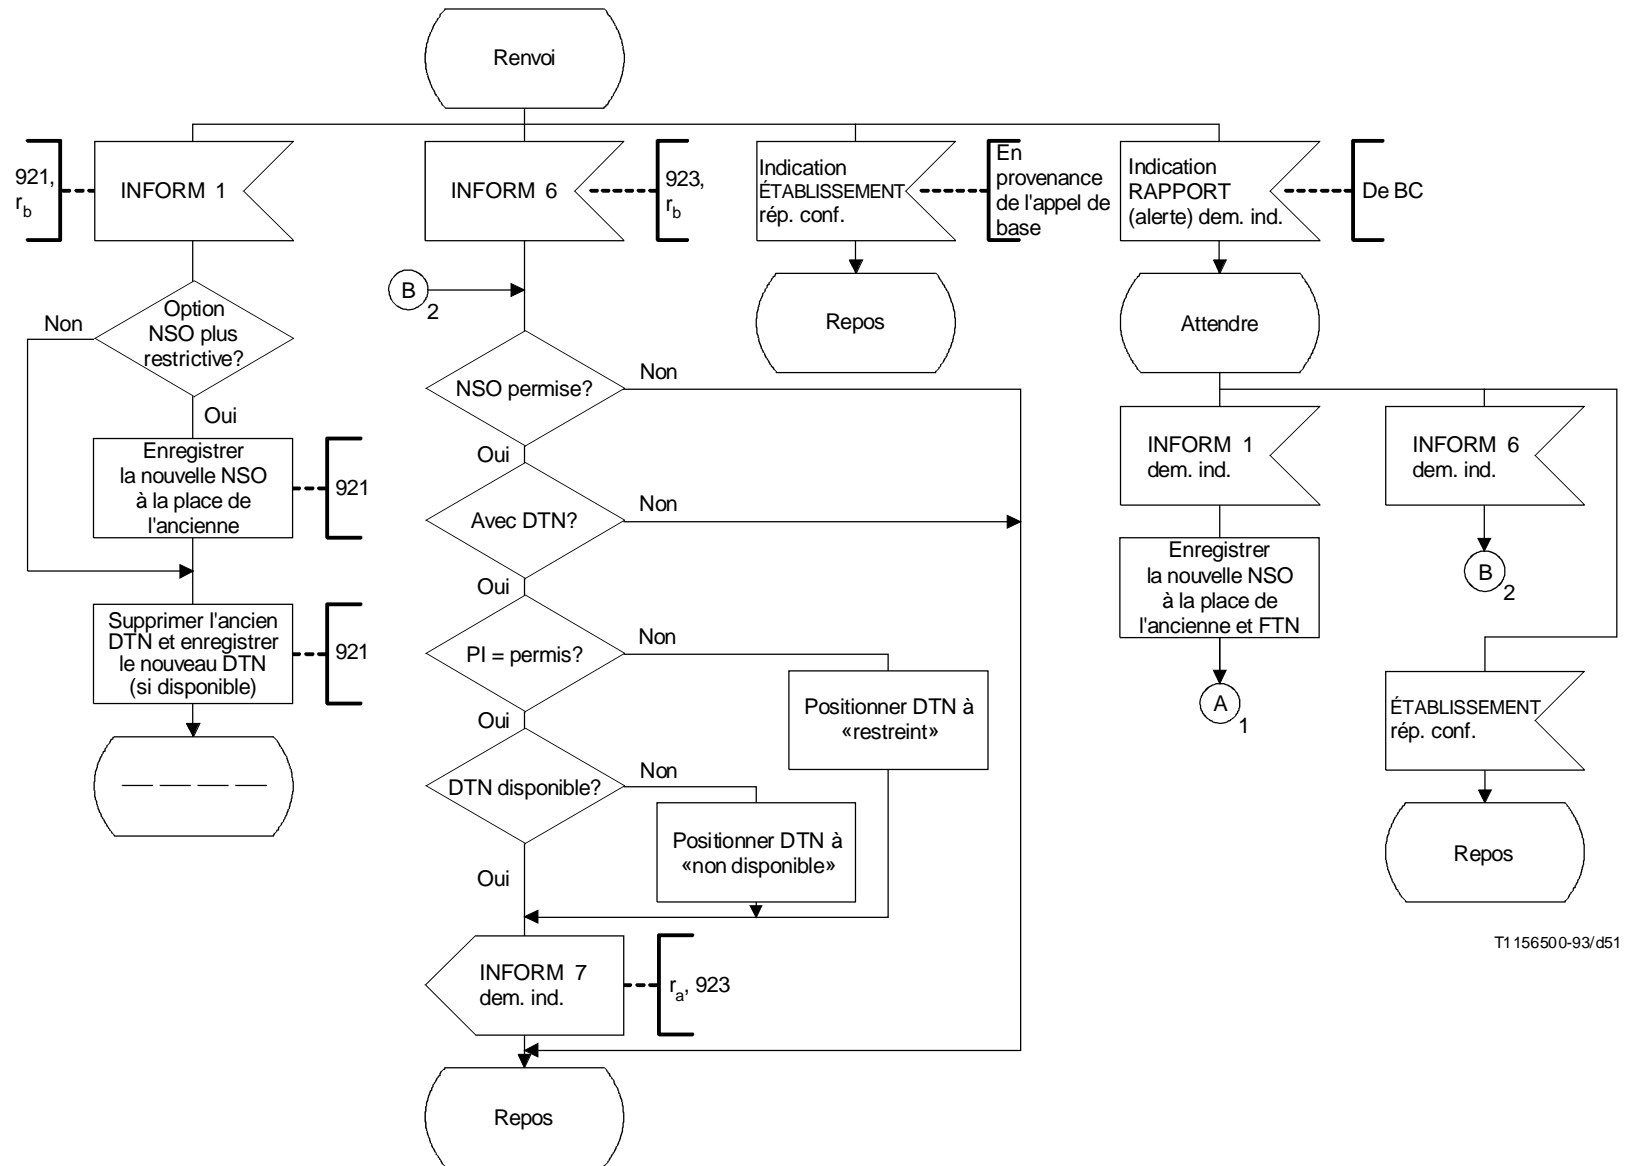 Renvoi
921,
rb
INFORM 1
INFORM 6
923,
rb
Indication
ÉTABLISSEMENT
rép. conf.
En
provenance
de l'appel de
base
Indication
RAPPORT
(alerte) dem. ind.
De BC
Option
NSO plus
restrictive?
Non
Oui
Enregistrer
la nouvelle NSO
à la place de
l'ancienne
921
Supprimer l'ancien
DTN et enregistrer
le nouveau DTN
(si disponible)
921
B
2
NSO permise?
Non
Oui
Avec DTN?
Non
Oui
PI = permis?
Non
Oui
Positionner DTN à
«restreint»
DTN disponible?
Non
Oui
Positionner DTN à
«non disponible»
INFORM 7
dem. ind.
ra, 923
Repos
Repos
Attendre
INFORM 1
dem. ind.
Enregistrer
la nouvelle NSO
à la place de
l'ancienne et FTN
A
1
INFORM 6
dem. ind.
B
2
ÉTABLISSEMENT
rép. conf.
Repos
T1156500-93/d51